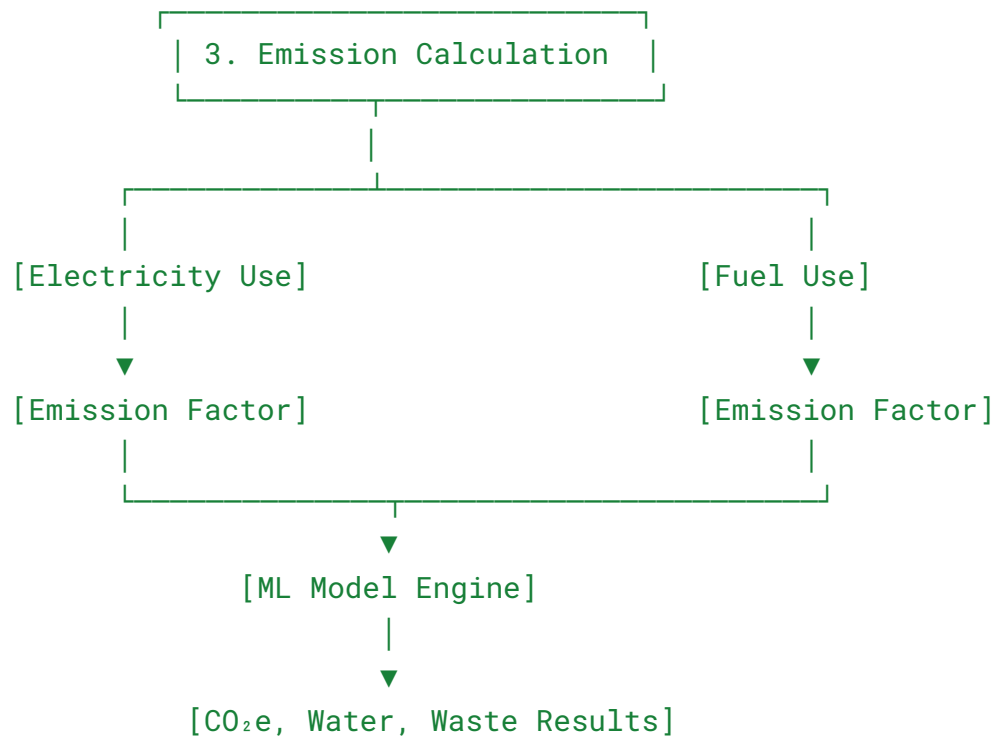 3. Emission Calculation
[Electricity Use] [Fuel Use]
[Emission Factor] [Emission Factor]
[ML Model Engine]
[CO₂e, Water, Waste Results]